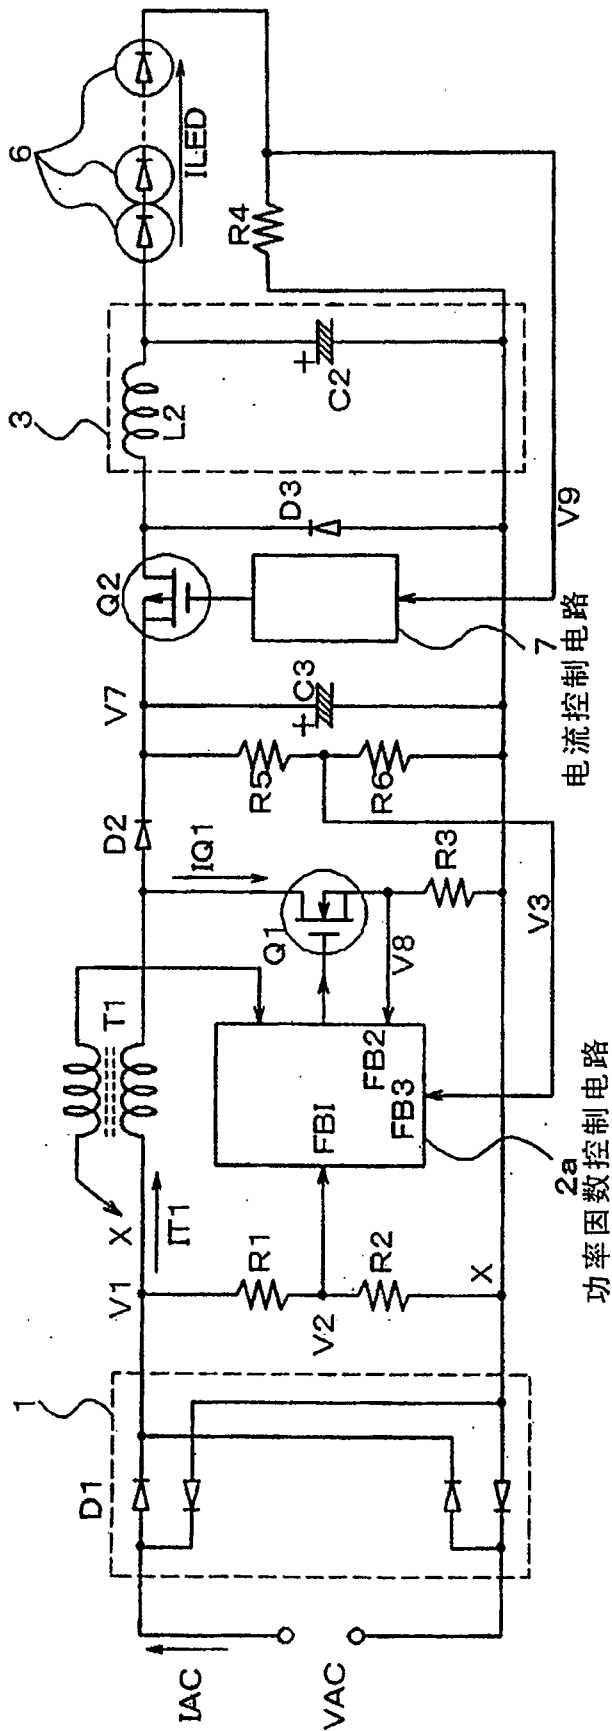 IAC
VAC
1
D1
V1
X
IT1
T1
R1
V2
R2
X
FB1
FB2
FB3
2a
功率因数控制电路
Q1
IQ1
V8
R3
V3
D2
V7
R5
R6
C3
+
Q2
7
电流控制电路
D3
V9
3
L2
C2
+
R4
6
ILED